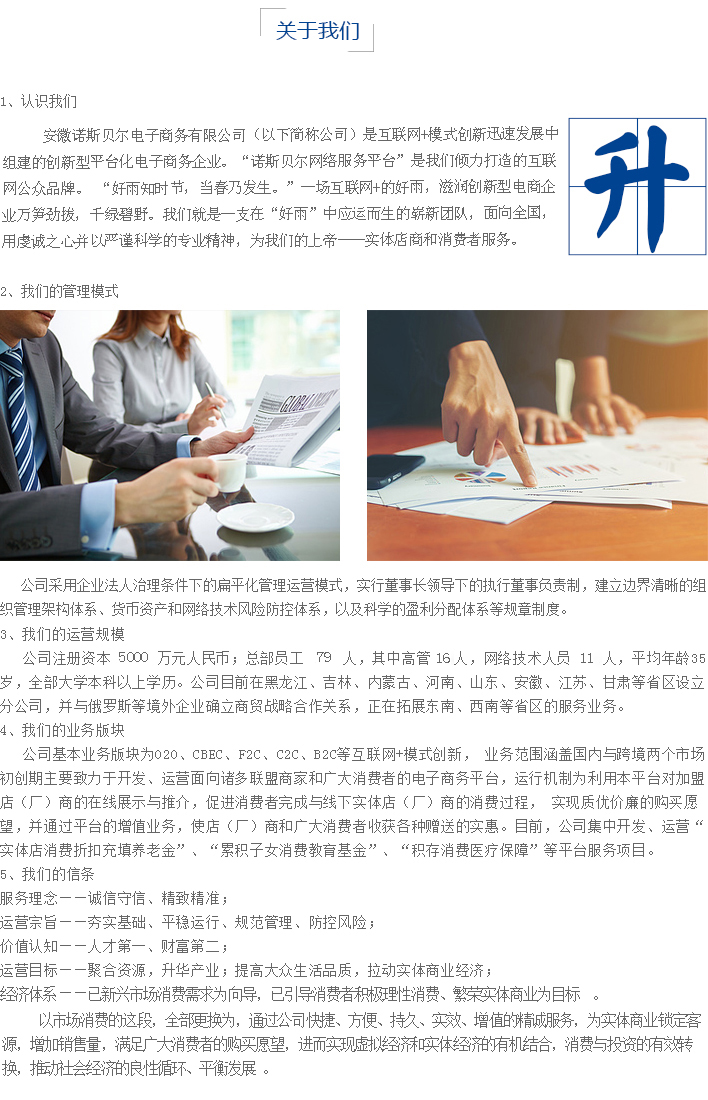 关于我们
1、认识我们
安徽诺斯贝尔电子商务有限公司（以下简称公司）是互联网+模式创新迅速发展中
组建的创新型平台化电子商务企业。“诺斯贝尔网络服务平台”是我们倾力打造的互联
网公众品牌。 “好雨知时节，当春乃发生。”一场互联网+的好雨，滋润创新型电商企
业万笋劲拔，千绿碧野。我们就是一支在“好雨”中应运而生的崭新团队，面向全国，
用虔诚之心并以严谨科学的专业精神，为我们的上帝——实体店商和消费者服务。
升
2、我们的管理模式
GLOBAL
公司采用企业法人治理条件下的扁平化管理运营模式，实行董事长领导下的执行董事负责制，建立边界清晰的组
织管理架构体系、货币资产和网络技术风险防控体系，以及科学的盈利分配体系等规章制度。
3、我们的运营规模
公司注册资本 5000 万元人民币；总部员工 79 人，其中高管16人，网络技术人员 11 人，平均年龄35
岁，全部大学本科以上学历。公司目前在黑龙江、吉林、内蒙古、河南、山东、安徽、江苏、甘肃等省区设立
分公司，并与俄罗斯等境外企业确立商贸战略合作关系，正在拓展东南、西南等省区的服务业务。
4、我们的业务版块
公司基本业务版块为O2O、CBEC、F2C、C2C、B2C等互联网+模式创新， 业务范围涵盖国内与跨境两个市场
初创期主要致力于开发、运营面向诸多联盟商家和广大消费者的电子商务平台，运行机制为利用本平台对加盟
店（厂）商的在线展示与推介，促进消费者完成与线下实体店（厂）商的消费过程， 实现质优价廉的购买愿
望，并通过平台的增值业务，使店（厂）商和广大消费者收获各种赠送的实惠。目前，公司集中开发、运营“
实体店消费折扣充填养老金”、“累积子女消费教育基金”、“积存消费医疗保障”等平台服务项目。
5、我们的信条
服务理念——诚信守信、精致精准；
运营宗旨——夯实基础、平稳运行、规范管理、防控风险；
价值认知——人才第一、财富第二；
运营目标——聚合资源，升华产业；提高大众生活品质，拉动实体商业经济；
经济体系——已新兴市场消费需求为向导，已引导消费者积极理性消费、繁荣实体商业为目标 。
以市场消费的这段，全部更换为，通过公司快捷、方便、持久、实效、增值的精诚服务，为实体商业锁定客
源，增加销售量，满足广大消费者的购买愿望，进而实现虚拟经济和实体经济的有机结合，消费与投资的有效转
换，推动社会经济的良性循环、平衡发展 。